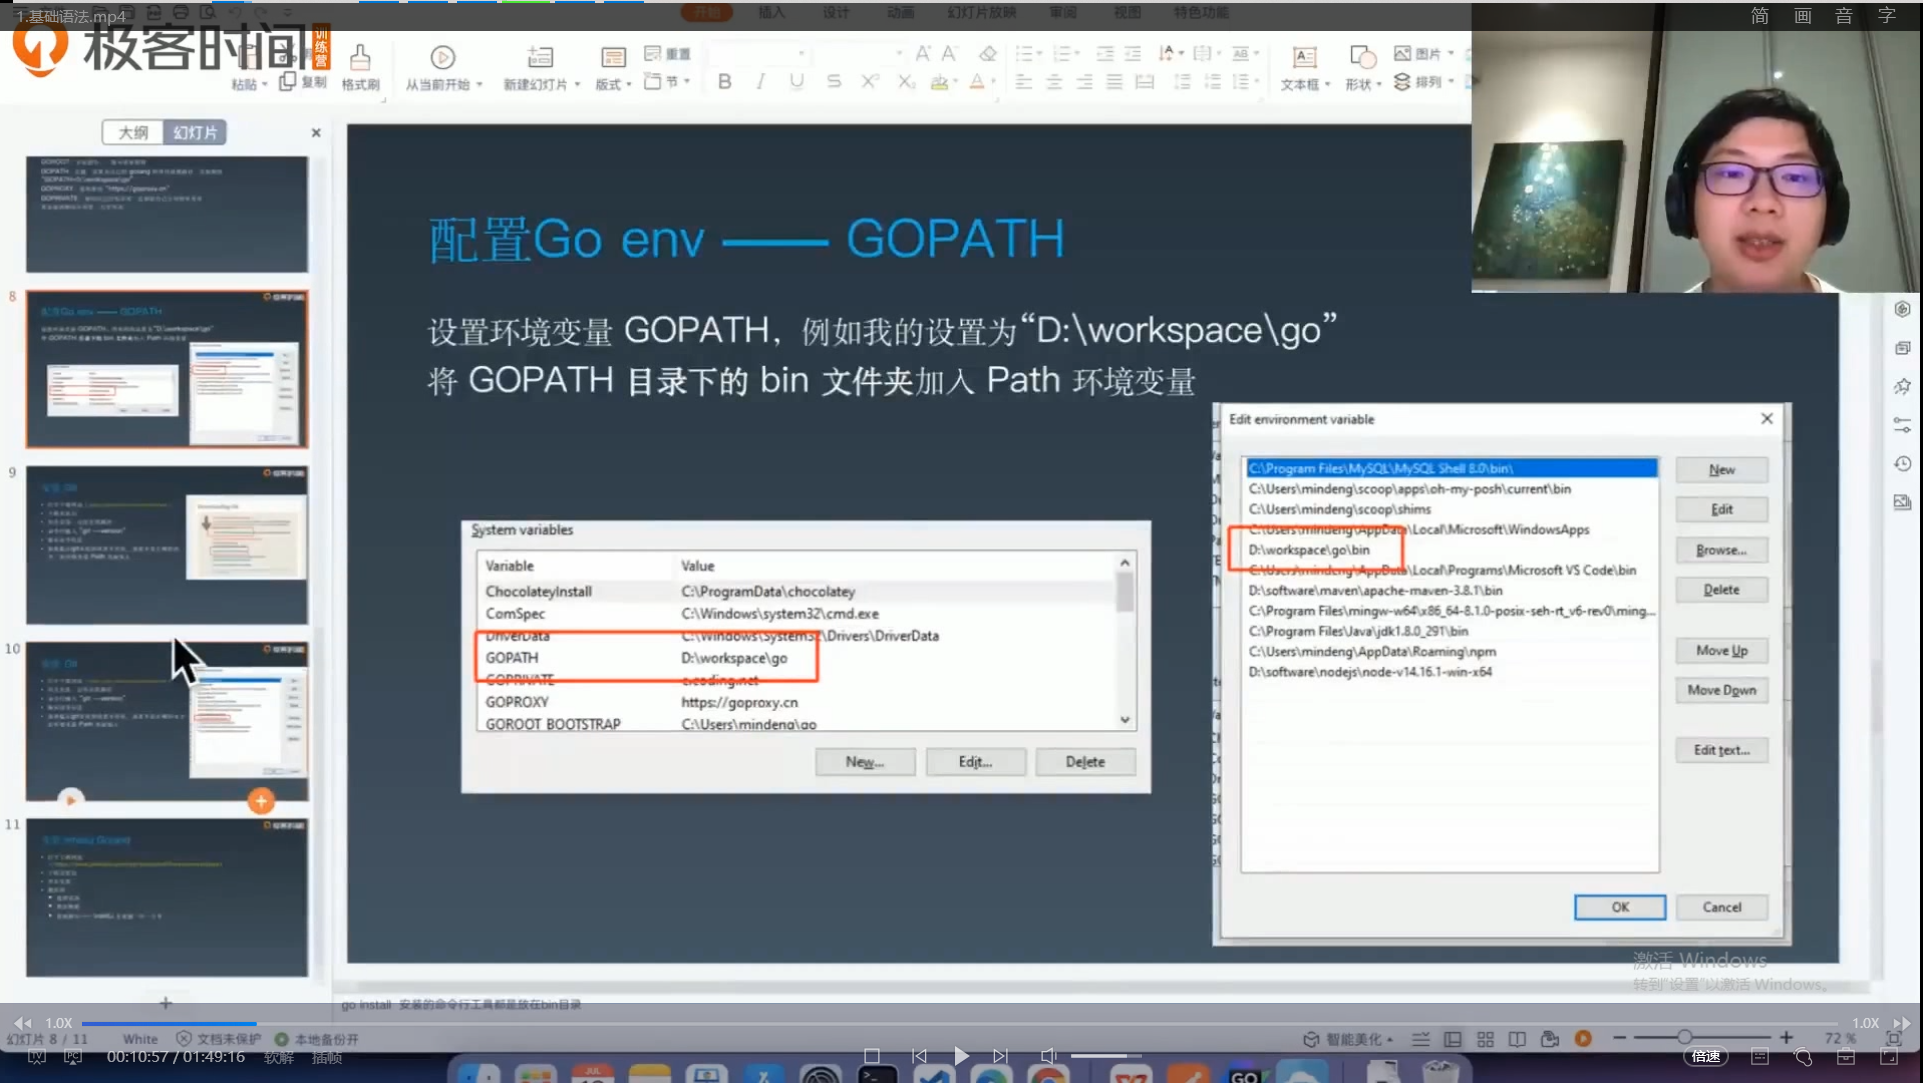 1.基础语法.mp4
简 画 音 字
极客时间 训练营
开始 插入 设计 动画 幻灯片放映 审阅 视图 特色功能
粘贴 复制 格式刷 从当前开始 新建幻灯片 版式 重置 节
B I U S X² X₂ A 文本框 形状 图片 排列
大纲 幻灯片
8
9
10
11
配置Go env —— GOPATH
设置环境变量 GOPATH，例如我的设置为“D:\workspace\go”
将 GOPATH 目录下的 bin 文件夹加入 Path 环境变量
System variables
Variable Value
ChocolateyInstall C:\ProgramData\chocolatey
ComSpec C:\Windows\system32\cmd.exe
DriverData C:\Windows\System32\Drivers\DriverData
GOPATH D:\workspace\go
GOPRIVATE e.coding.net
GOPROXY https://goproxy.cn
GOROOT_BOOTSTRAP C:\Users\mindeng\go
New... Edit... Delete
Edit environment variable
C:\Program Files\MySQL\MySQL Shell 8.0\bin\
C:\Users\mindeng\scoop\apps\oh-my-posh\current\bin
C:\Users\mindeng\scoop\shims
C:\Users\mindeng\AppData\Local\Microsoft\WindowsApps
D:\workspace\go\bin
C:\Users\mindeng\AppData\Local\Programs\Microsoft VS Code\bin
D:\software\maven\apache-maven-3.8.1\bin
C:\Program Files\mingw-w64\x86_64-8.1.0-posix-seh-rt_v6-rev0\ming...
C:\Program Files\Java\jdk1.8.0_291\bin
C:\Users\mindeng\AppData\Roaming\npm
D:\software\nodejs\node-v14.16.1-win-x64
New
Edit
Browse...
Delete
Move Up
Move Down
Edit text...
OK Cancel
激活 Windows
转到“设置”以激活 Windows。
go install 安装的命令行工具都是放在bin目录
1.0X 1.0X
幻灯片 8 / 11 White 文档未保护 本地备份开 智能美化 72 %
00:10:57 / 01:49:16 软解 插帧 倍速
JUL
GO